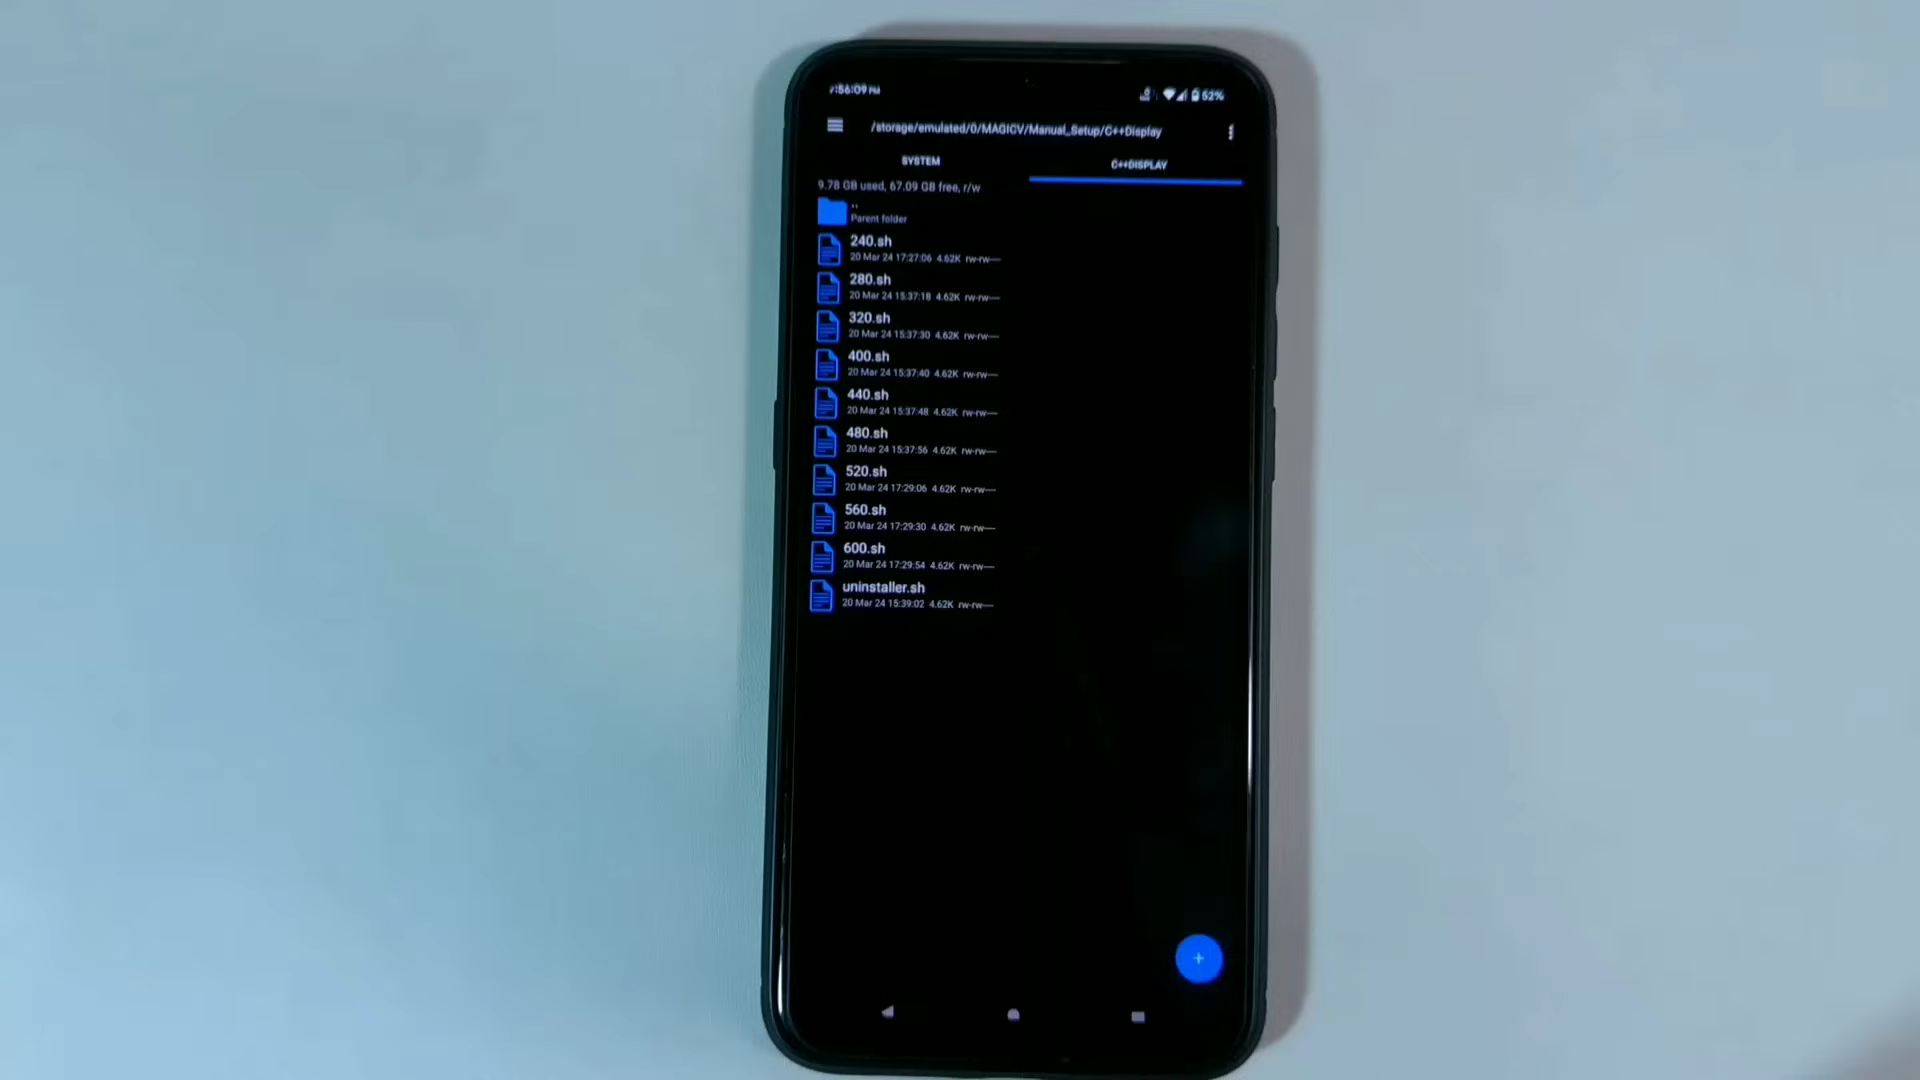 :56:09 PM
52%
/storage/emulated/0/MAGICV/Manual_Setup/C++Display
SYSTEM
C++DISPLAY
9.78 GB used, 67.09 GB free, r/w
..
Parent folder
240.sh
20 Mar 24 17:27:06 4.62K rw-rw----
280.sh
20 Mar 24 15:37:18 4.62K rw-rw----
320.sh
20 Mar 24 15:37:30 4.62K rw-rw----
400.sh
20 Mar 24 15:37:40 4.62K rw-rw----
440.sh
20 Mar 24 15:37:48 4.62K rw-rw----
480.sh
20 Mar 24 15:37:56 4.62K rw-rw----
520.sh
20 Mar 24 17:29:06 4.62K rw-rw----
560.sh
20 Mar 24 17:29:30 4.62K rw-rw----
600.sh
20 Mar 24 17:29:54 4.62K rw-rw----
uninstaller.sh
20 Mar 24 15:39:02 4.62K rw-rw----